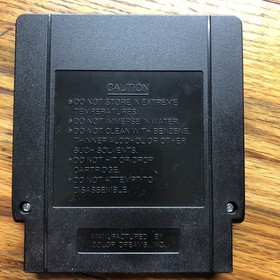 CAUTION
• DO NOT STORE IN EXTREME
TEMPERATURES.
• DO NOT IMMERSE IN WATER.
• DO NOT CLEAN WITH BENZENE,
THINNER, ALCOHOL OR OTHER
SUCH SOLVENTS.
• DO NOT HIT OR DROP
CARTRIDGE.
• DO NOT ATTEMPT TO
DISASSEMBLE.
MANUFACTURED BY
COLOR DREAMS, INC.